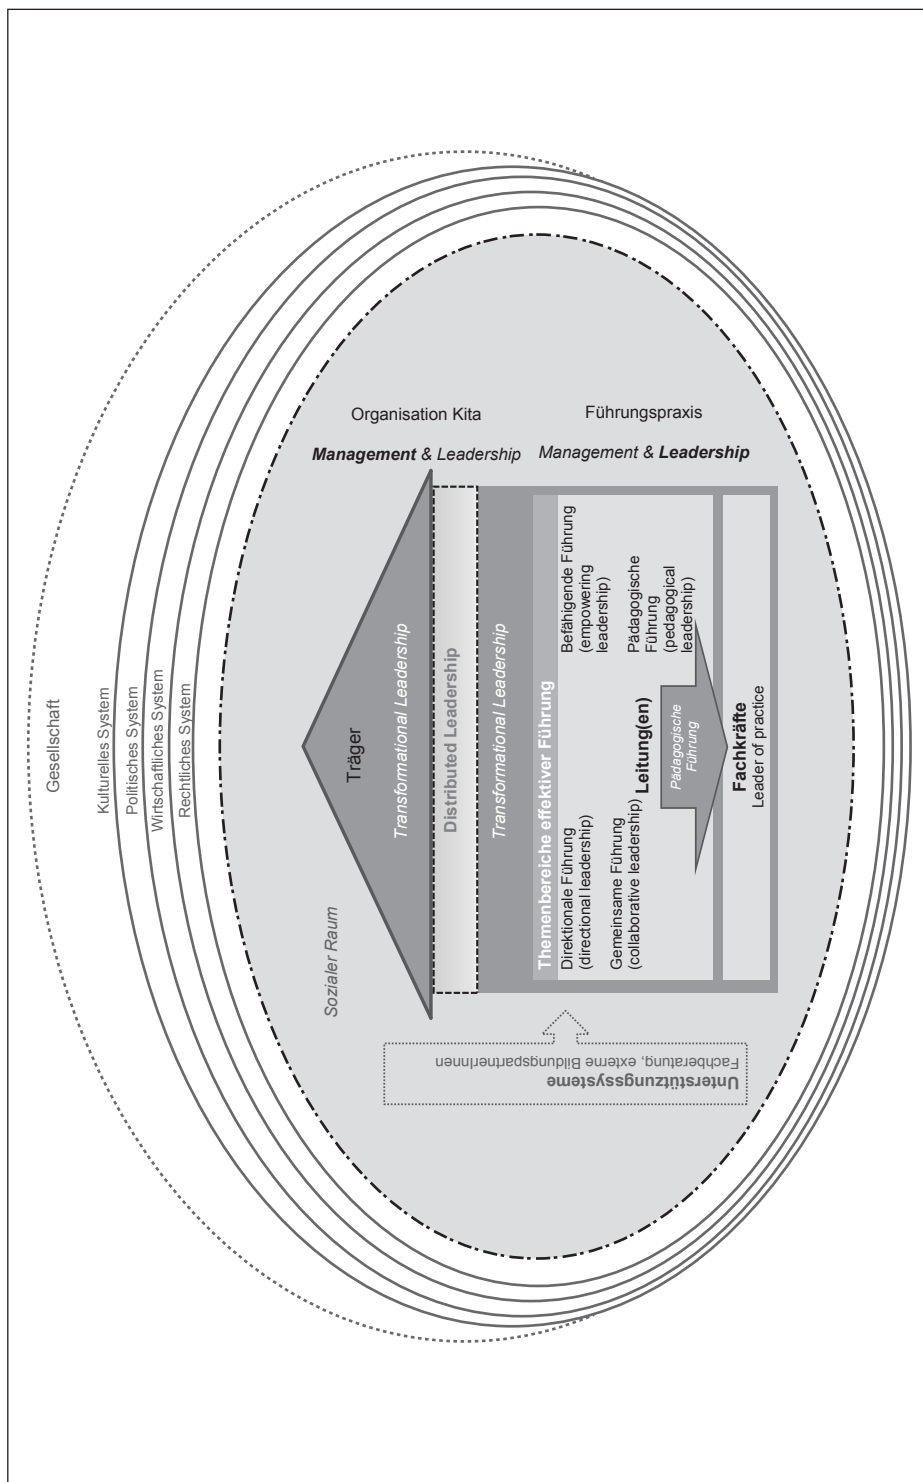 Gesellschaft
Kulturelles System
Politisches System
Wirtschaftliches System
Rechtliches System
Sozialer Raum
Träger
Organisation Kita
Management & Leadership
Transformational Leadership
Distributed Leadership
Transformational Leadership
Führungspraxis
Management & Leadership
Themenbereiche effektiver Führung
Direktionale Führung
(directional leadership)
Befähigende Führung
(empowering
leadership)
Gemeinsame Führung
(collaborative leadership)
Leitung(en)
Pädagogische
Führung
(pedagogical
leadership)
Pädagogische
Führung
Fachkräfte
Leader of practice
Unterstützungssysteme
Fachberatung, externe BildungspartnerInnen